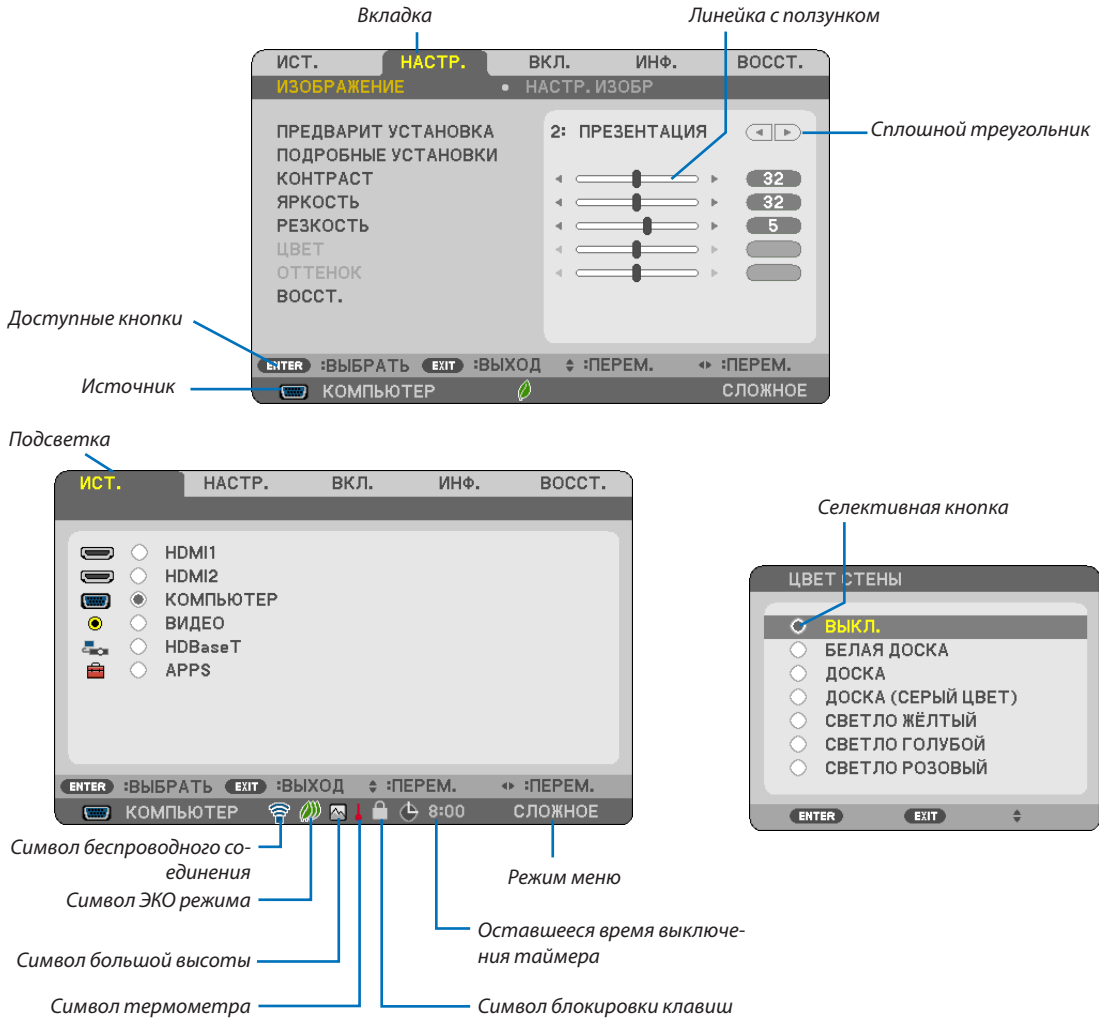 Вкладка
Линейка с ползунком
ИСТ. НАСТР. ВКЛ. ИНФ. ВОССТ.
ИЗОБРАЖЕНИЕ • НАСТР. ИЗОБР
ПРЕДВАРИТ УСТАНОВКА 2: ПРЕЗЕНТАЦИЯ
Сплошной треугольник
ПОДРОБНЫЕ УСТАНОВКИ
КОНТРАСТ 32
ЯРКОСТЬ 32
РЕЗКОСТЬ 5
ЦВЕТ
ОТТЕНОК
ВОССТ.
Доступные кнопки
ENTER :ВЫБРАТЬ EXIT :ВЫХОД :ПЕРЕМ. :ПЕРЕМ.
Источник
КОМПЬЮТЕР СЛОЖНОЕ
Подсветка
ИСТ. НАСТР. ВКЛ. ИНФ. ВОССТ.
HDMI1
HDMI2
КОМПЬЮТЕР
ВИДЕО
HDBaseT
APPS
ENTER :ВЫБРАТЬ EXIT :ВЫХОД :ПЕРЕМ. :ПЕРЕМ.
КОМПЬЮТЕР 8:00 СЛОЖНОЕ
Селективная кнопка
ЦВЕТ СТЕНЫ
ВЫКЛ.
БЕЛАЯ ДОСКА
ДОСКА
ДОСКА (СЕРЫЙ ЦВЕТ)
СВЕТЛО ЖЁЛТЫЙ
СВЕТЛО ГОЛУБОЙ
СВЕТЛО РОЗОВЫЙ
ENTER EXIT
Символ беспроводного со-
единения
Символ ЭКО режима
Символ большой высоты
Символ термометра
Режим меню
Оставшееся время выключе-
ния таймера
Символ блокировки клавиш